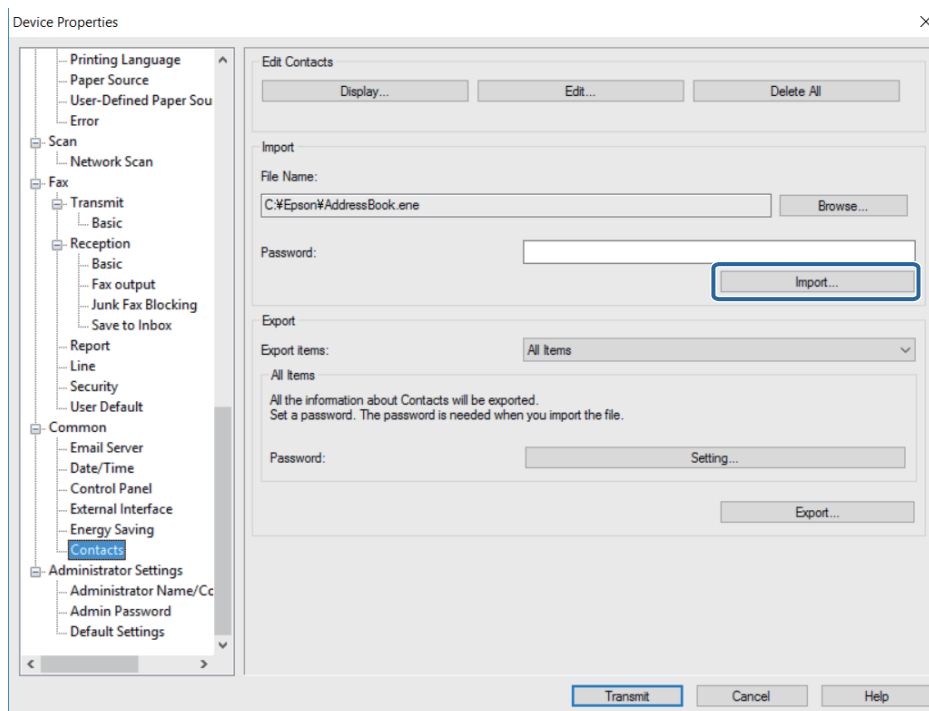 Device Properties
Printing Language
Paper Source
User-Defined Paper Sou
Error
Scan
Network Scan
Fax
Transmit
Basic
Reception
Basic
Fax output
Junk Fax Blocking
Save to Inbox
Report
Line
Security
User Default
Common
Email Server
Date/Time
Control Panel
External Interface
Energy Saving
Contacts
Administrator Settings
Administrator Name/Cc
Admin Password
Default Settings
Edit Contacts
Display...
Edit...
Delete All
Import
File Name:
C:¥Epson¥AddressBook.ene
Browse...
Password:
Import...
Export
Export items:
All Items
All Items
All the information about Contacts will be exported.
Set a password. The password is needed when you import the file.
Password:
Setting...
Export...
Transmit
Cancel
Help